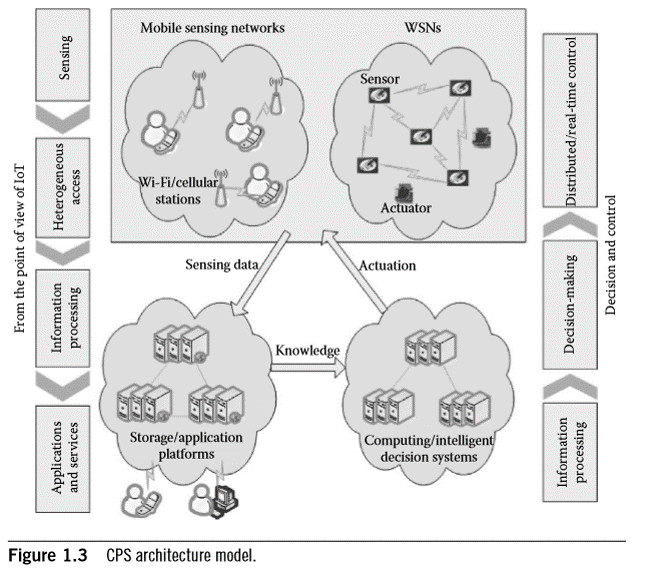 Mobile sensing networks
WSNs
Sensor
Wi-Fi/cellular
stations
Actuator
Sensing data
Actuation
Knowledge
Storage/application
platforms
Computing/intelligent
decision systems
From the point of view of IoT
Sensing
Heterogeneous
access
Information
processing
Applications
and services
Distributed/real-time control
Decision-making
Information
processing
Decision and control
Figure 1.3 CPS architecture model.